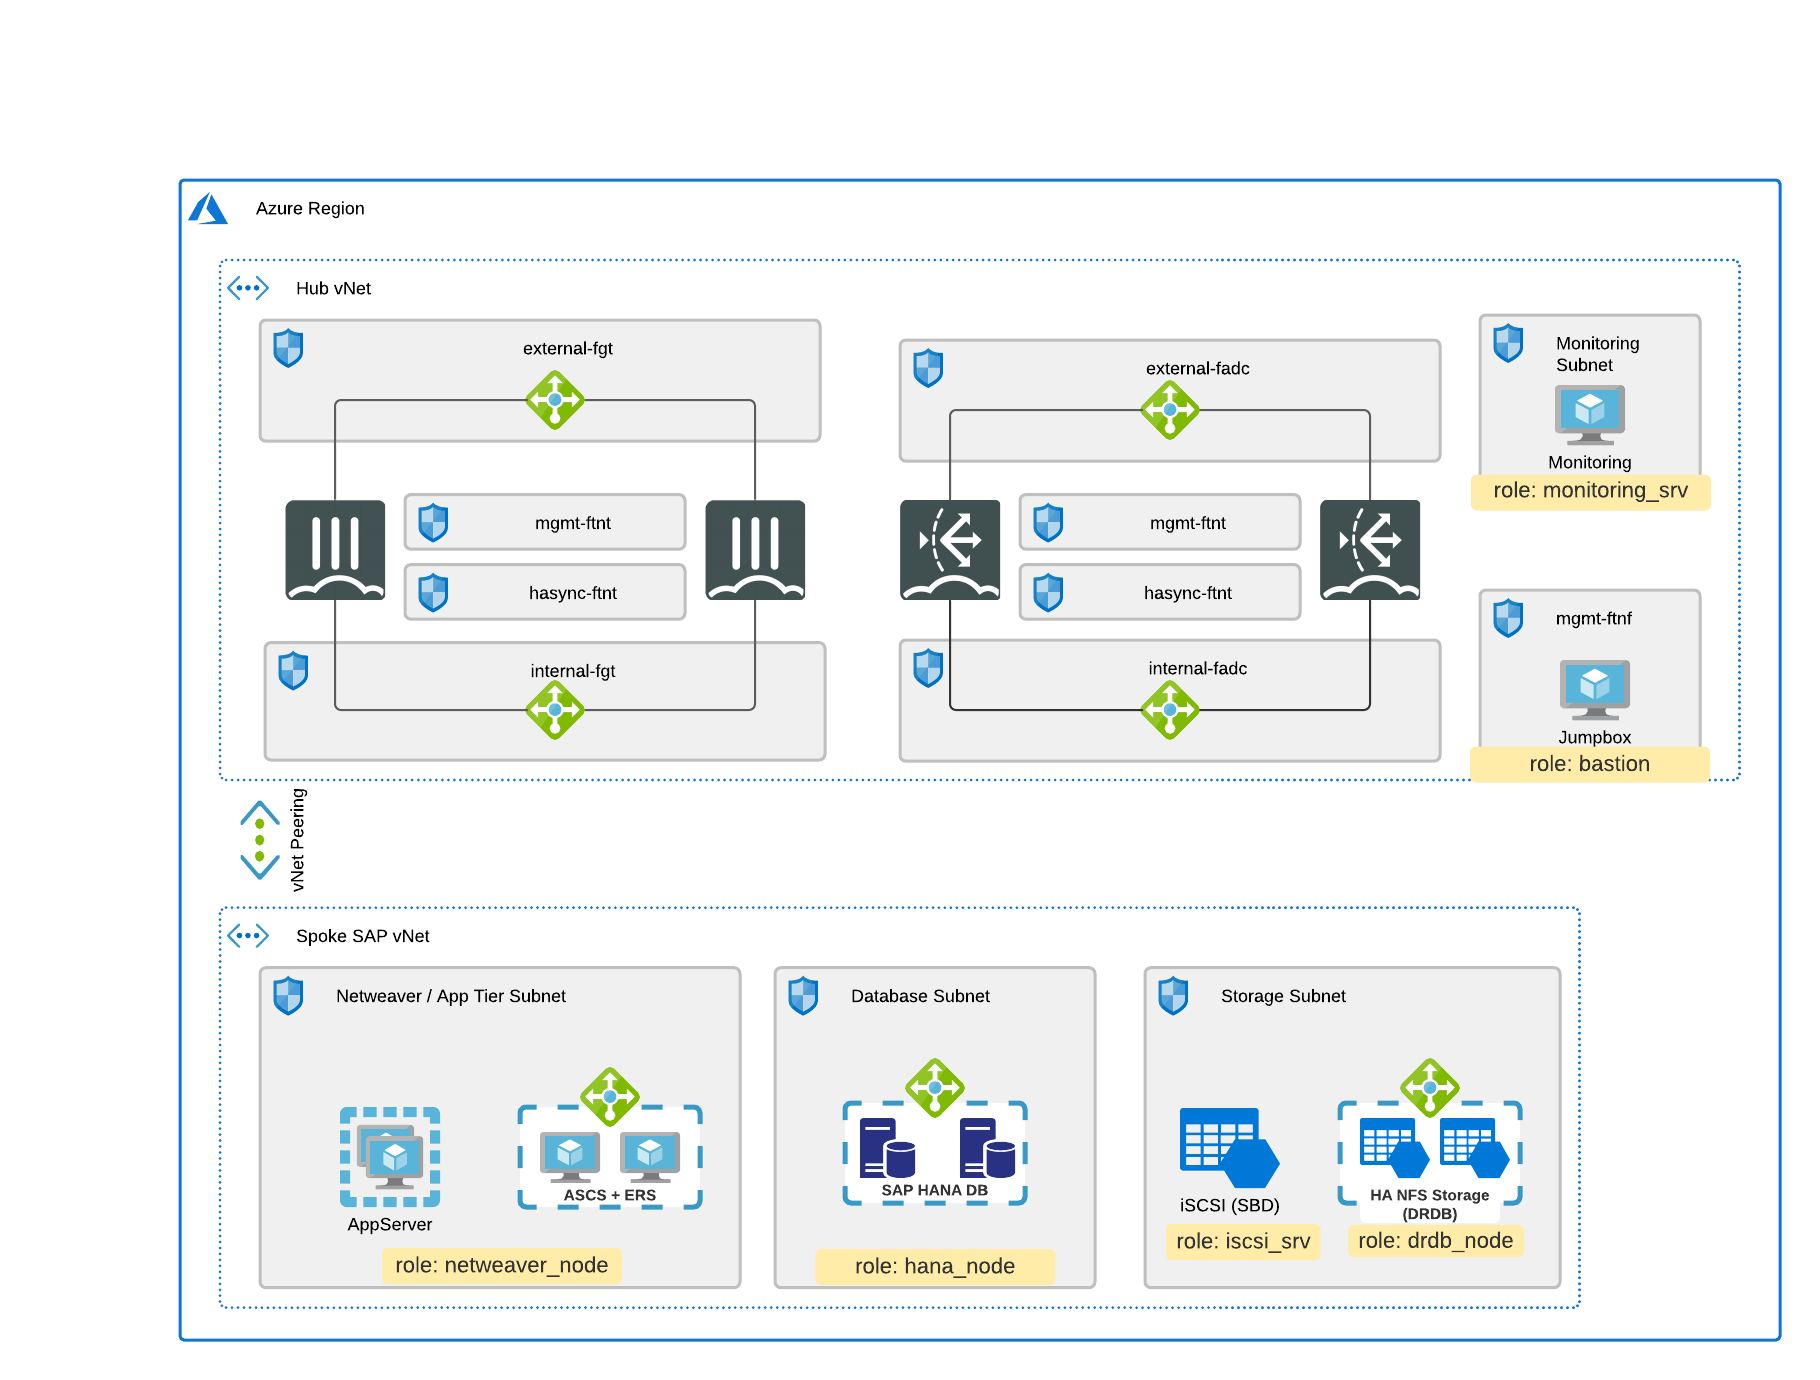 Azure Region
Hub vNet
external-fgt
mgmt-ftnt
hasync-ftnt
internal-fgt
external-fadc
mgmt-ftnt
hasync-ftnt
internal-fadc
Monitoring
Subnet
Monitoring
role: monitoring_srv
mgmt-ftnf
Jumpbox
role: bastion
vNet Peering
Spoke SAP vNet
Netweaver / App Tier Subnet
AppServer
ASCS + ERS
role: netweaver_node
Database Subnet
SAP HANA DB
role: hana_node
Storage Subnet
iSCSI (SBD)
role: iscsi_srv
HA NFS Storage
(DRDB)
role: drdb_node